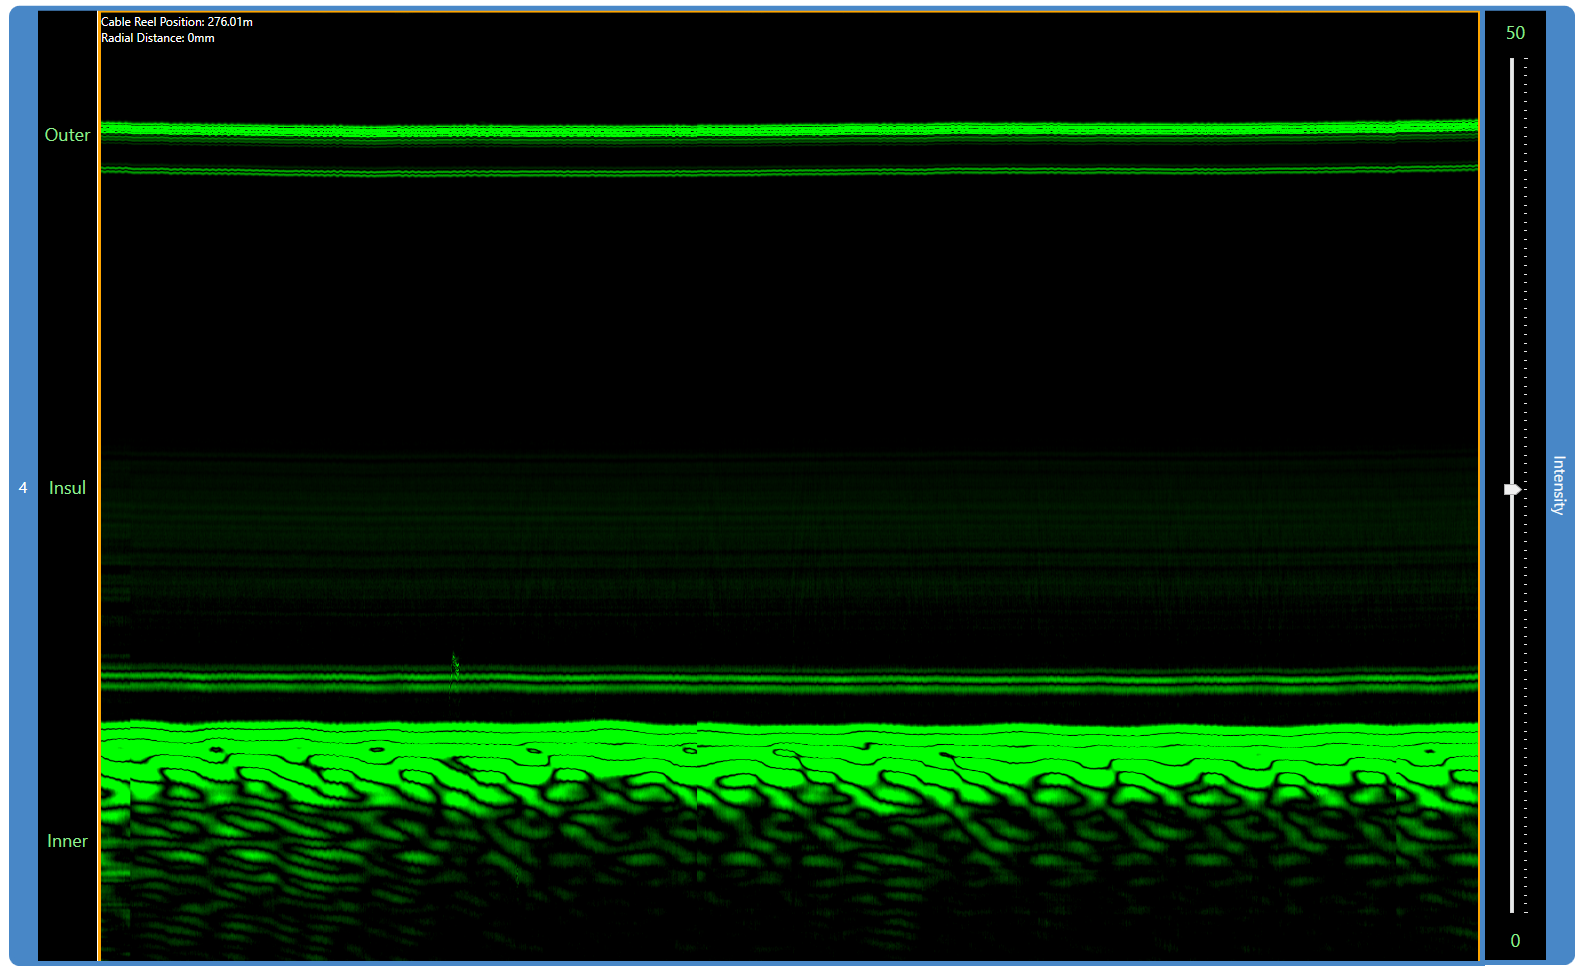 Cable Reel Position: 276.01m
Radial Distance: 0mm
50
Outer
4
Insul
Intensity
Inner
0